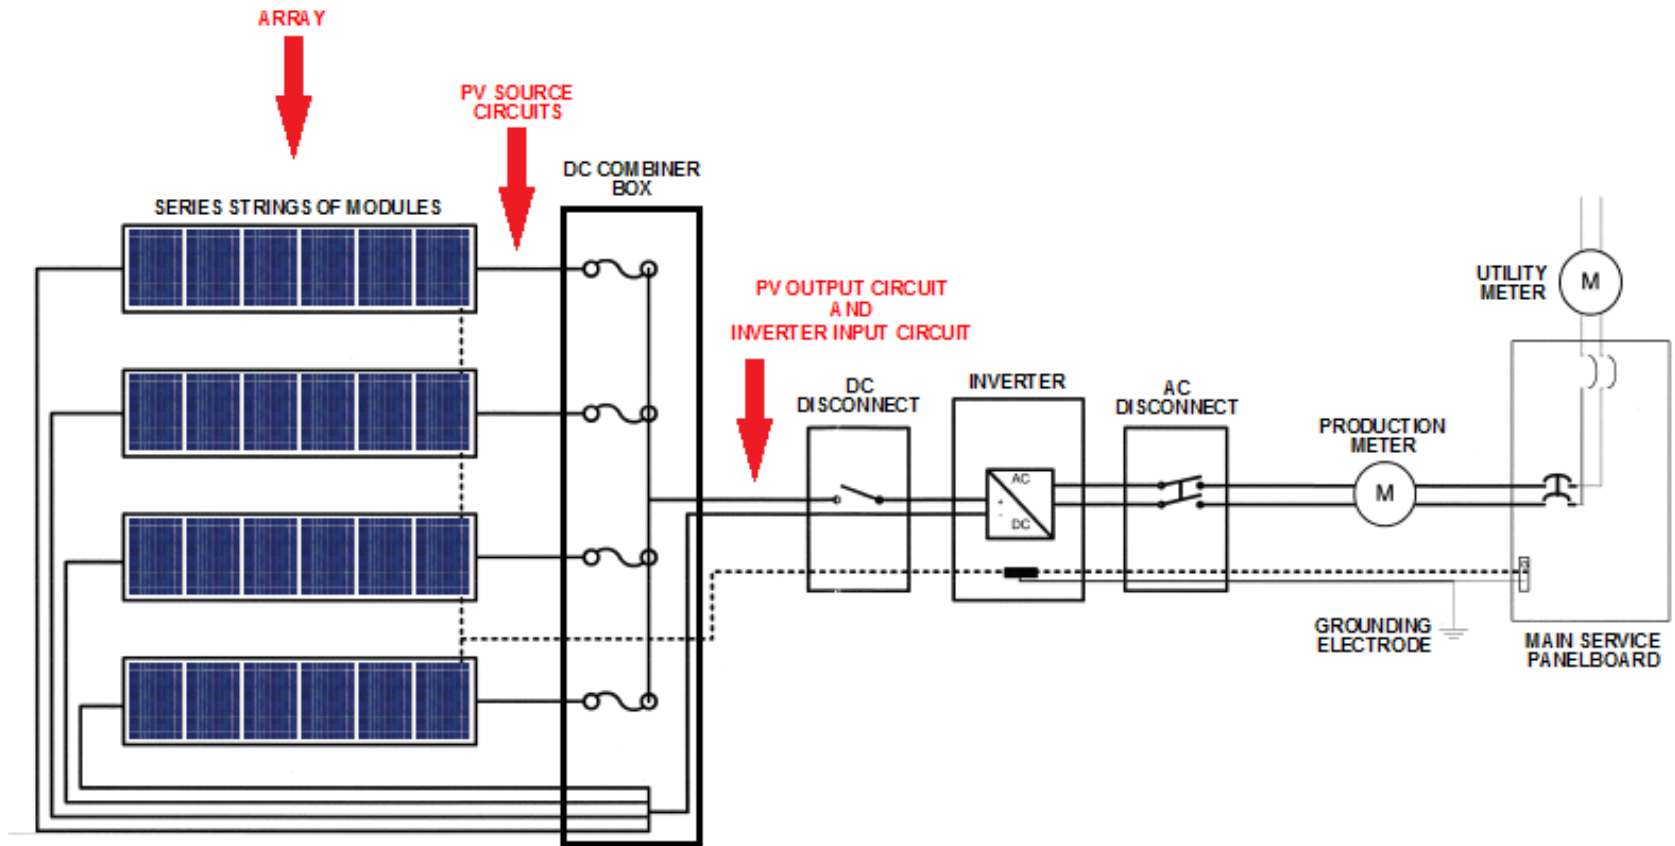 ARRAY
PV SOURCE
CIRCUITS
DC COMBINER
BOX
SERIES STRINGS OF MODULES
PV OUTPUT CIRCUIT
AND
INVERTER INPUT CIRCUIT
DC
DISCONNECT
INVERTER
AC
DISCONNECT
PRODUCTION
METER
UTILITY
METER
M
AC
+
-
DC
M
G
GROUNDING
ELECTRODE
MAIN SERVICE
PANELBOARD